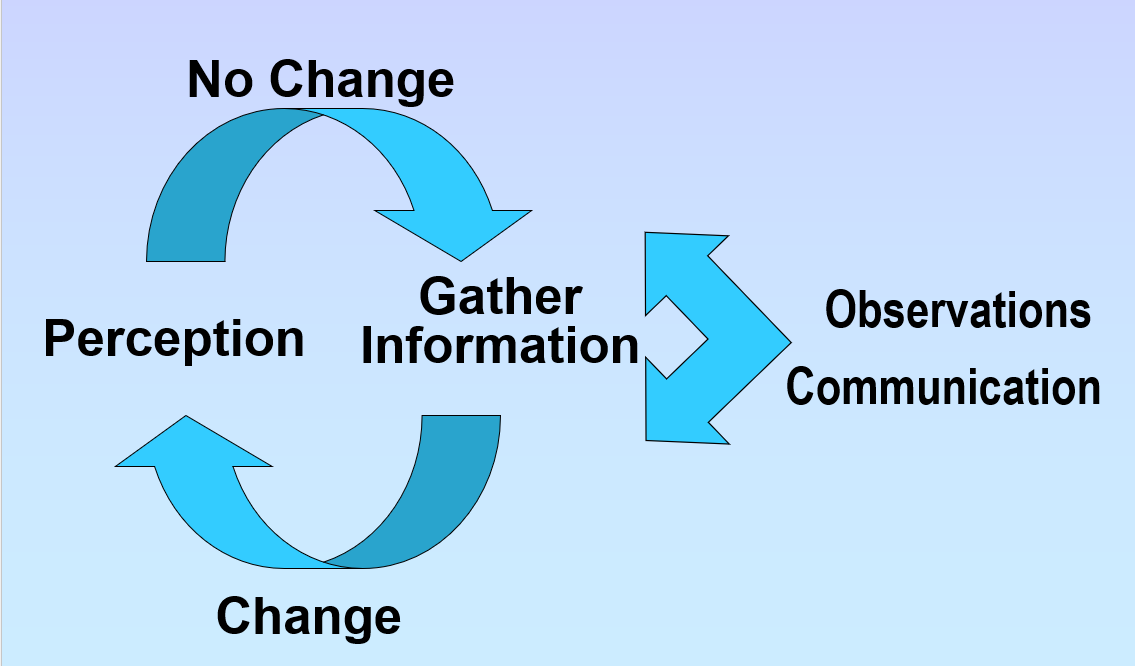 No Change
Perception
Gather
Information
Observations
Communication
Change